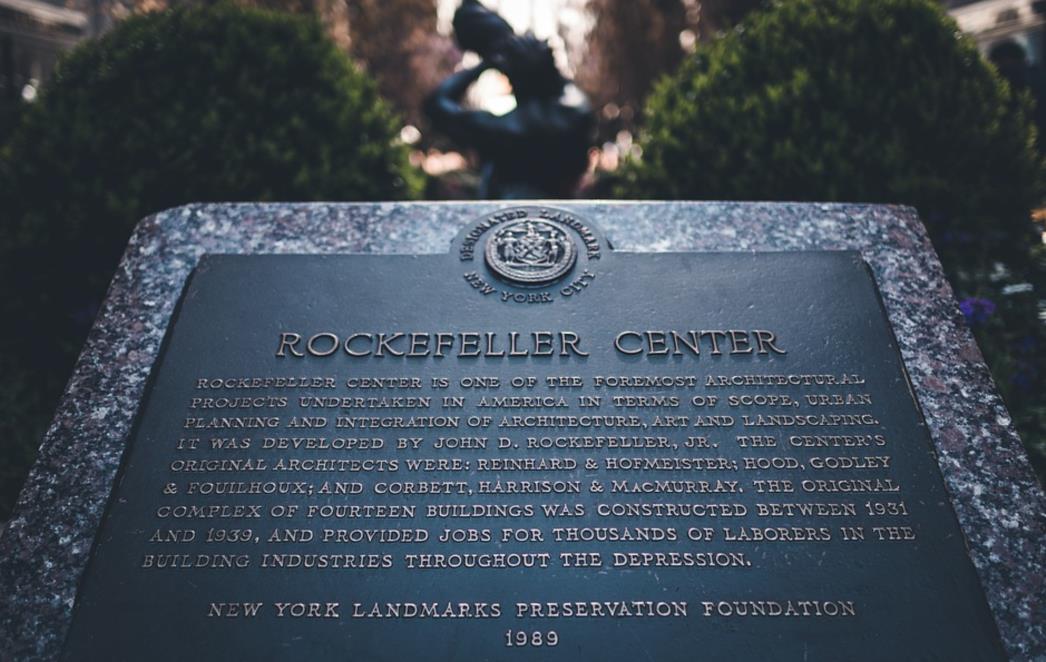 DESIGNATED LANDMARK
NEW YORK CITY
ROCKEFELLER CENTER
ROCKEFELLER CENTER IS ONE OF THE FOREMOST ARCHITECTURAL
PROJECTS UNDERTAKEN IN AMERICA IN TERMS OF SCOPE, URBAN
PLANNING AND INTEGRATION OF ARCHITECTURE, ART AND LANDSCAPING.
IT WAS DEVELOPED BY JOHN D. ROCKEFELLER, JR. THE CENTER'S
ORIGINAL ARCHITECTS WERE: REINHARD & HOFMEISTER; HOOD, GODLEY
& FOUILHOUX; AND CORBETT, HARRISON & MACMURRAY. THE ORIGINAL
COMPLEX OF FOURTEEN BUILDINGS WAS CONSTRUCTED BETWEEN 1931
AND 1939, AND PROVIDED JOBS FOR THOUSANDS OF LABORERS IN THE
BUILDING INDUSTRIES THROUGHOUT THE DEPRESSION.
NEW YORK LANDMARKS PRESERVATION FOUNDATION
1989